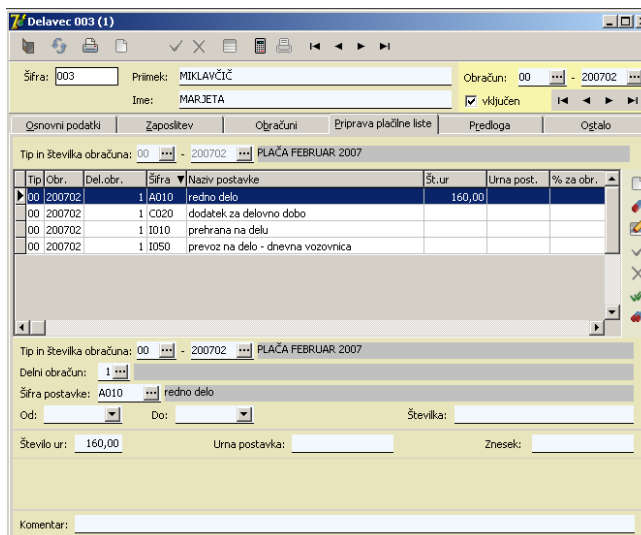 Delavec 003 (1)
Šifra: 003 Priimek: MIKLAVČIČ Obračun: 00 ... - 200702 ...
Ime: MARJETA vključen
Osnovni podatki Zaposlitev Obračuni Priprava plačilne liste Predloga Ostalo
Tip in številka obračuna: 00 ... - 200702 ... PLAČA FEBRUAR 2007
Tip Obr. Del.obr. Šifra Naziv postavke Št.ur Urna post. % za obr.
00 200702 1 A010 redno delo 160,00
00 200702 1 C020 dodatek za delovno dobo
00 200702 1 I010 prehrana na delu
00 200702 1 I050 prevoz na delo - dnevna vozovnica
Tip in številka obračuna: 00 ... - 200702 ... PLAČA FEBRUAR 2007
Delni obračun: 1 ...
Šifra postavke: A010 ... redno delo
Od: Do: Številka:
Število ur: 160,00 Urna postavka: Znesek:
Komentar: